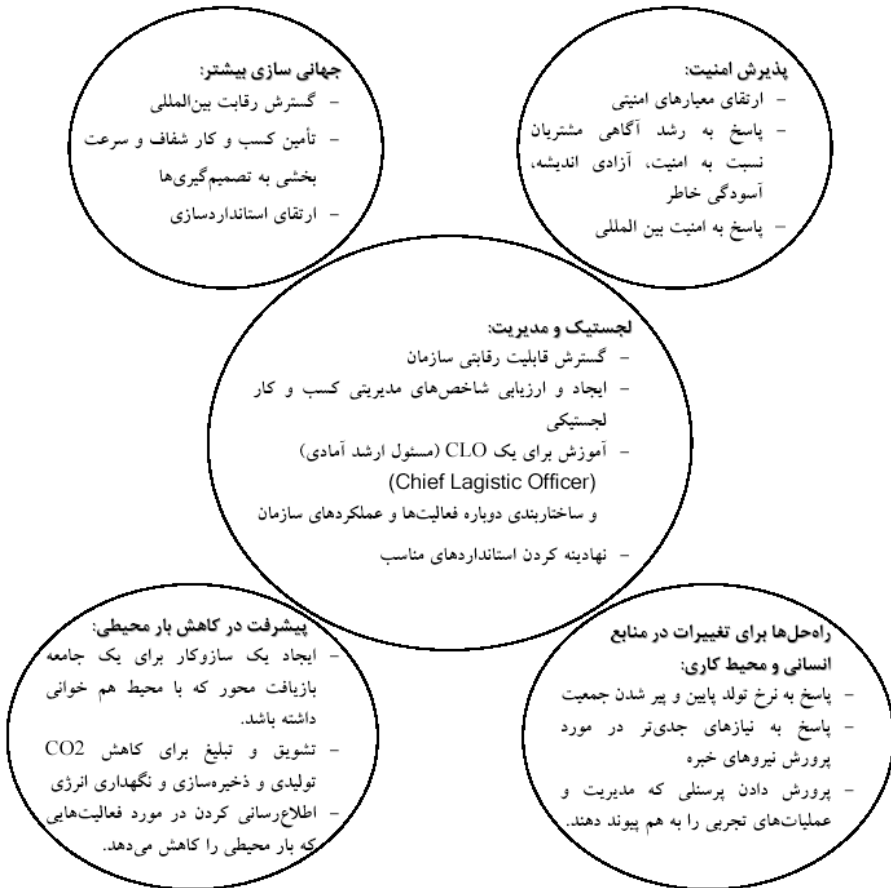 پذیرش امنیت:
- ارتقای معیارهای امنیتی
- پاسخ به رشد آگاهی مشتریان
نسبت به امنیت، آزادی اندیشه،
آسودگی خاطر
- پاسخ به امنیت بین المللی
جهانی سازی بیشتر:
- گسترش رقابت بین‌المللی
- تأمین کسب و کار شفاف و سرعت
بخشی به تصمیم‌گیری‌ها
- ارتقای استانداردسازی
لجستیک و مدیریت:
- گسترش قابلیت رقابتی سازمان
- ایجاد و ارزیابی شاخص‌های مدیریتی کسب و کار
لجستیکی
- آموزش برای یک CLO (مسئول ارشد آمادی)
(Chief Lagistic Officer)
و ساختاربندی دوباره فعالیت‌ها و عملکردهای سازمان
- نهادینه کردن استانداردهای مناسب
راه‌حل‌ها برای تغییرات در منابع
انسانی و محیط کاری:
- پاسخ به نرخ تولد پایین و پیر شدن جمعیت
- پاسخ به نیازهای جدی‌تر در مورد
پرورش نیروهای خبره
- پرورش دادن پرسنلی که مدیریت و
عملیات‌های تجربی را به هم پیوند دهند.
پیشرفت در کاهش بار محیطی:
- ایجاد یک سازوکار برای یک جامعه
بازیافت محور که با محیط هم خوانی
داشته باشد.
- تشویق و تبلیغ برای کاهش CO2
تولیدی و ذخیره‌سازی و نگهداری انرژی
- اطلاع‌رسانی کردن در مورد فعالیت‌هایی
که بار محیطی را کاهش می‌دهد.